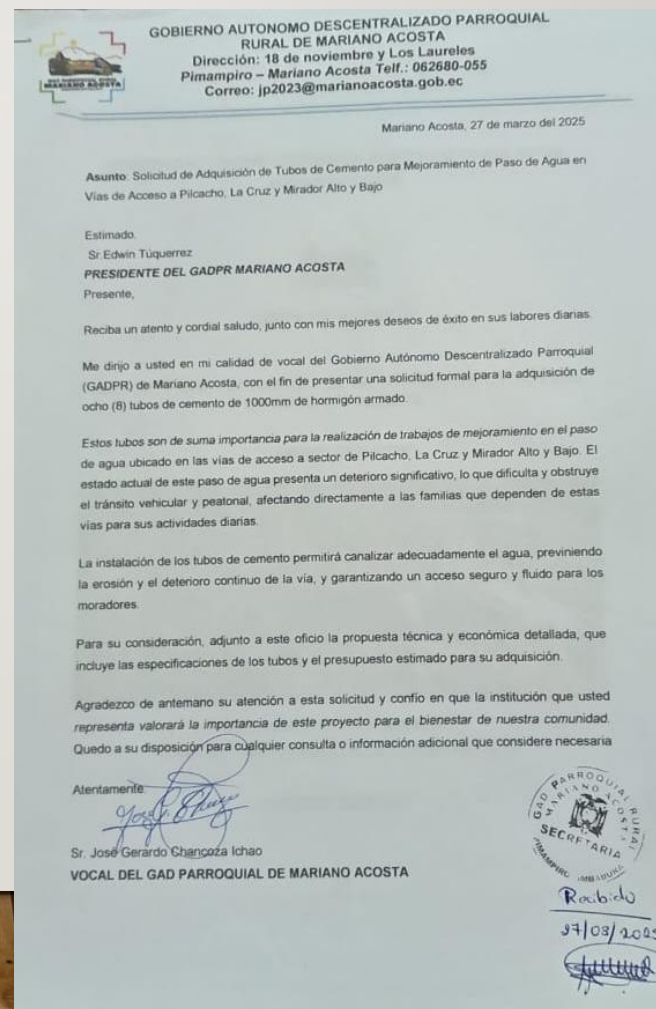 GOBIERNO AUTONOMO DESCENTRALIZADO PARROQUIAL
RURAL DE MARIANO ACOSTA
Dirección: 18 de noviembre y Los Laureles
Pimampiro – Mariano Acosta Telf.: 062680-055
Correo: jp2023@marianoacosta.gob.ec
MARIANO ACOSTA
Mariano Acosta, 27 de marzo del 2025
Asunto: Solicitud de Adquisición de Tubos de Cemento para Mejoramiento de Paso de Agua en
Vías de Acceso a Pilcacho, La Cruz y Mirador Alto y Bajo
Estimado.
Sr.Edwin Túquerrez
PRESIDENTE DEL GADPR MARIANO ACOSTA
Presente,
Reciba un atento y cordial saludo, junto con mis mejores deseos de éxito en sus labores diarias.
Me dirijo a usted en mi calidad de vocal del Gobierno Autónomo Descentralizado Parroquial
(GADPR) de Mariano Acosta, con el fin de presentar una solicitud formal para la adquisición de
ocho (8) tubos de cemento de 1000mm de hormigón armado.
Estos tubos son de suma importancia para la realización de trabajos de mejoramiento en el paso
de agua ubicado en las vías de acceso a sector de Pilcacho, La Cruz y Mirador Alto y Bajo. El
estado actual de este paso de agua presenta un deterioro significativo, lo que dificulta y obstruye
el tránsito vehicular y peatonal, afectando directamente a las familias que dependen de estas
vías para sus actividades diarias.
La instalación de los tubos de cemento permitirá canalizar adecuadamente el agua, previniendo
la erosión y el deterioro continuo de la vía, y garantizando un acceso seguro y fluido para los
moradores.
Para su consideración, adjunto a este oficio la propuesta técnica y económica detallada, que
incluye las especificaciones de los tubos y el presupuesto estimado para su adquisición.
Agradezco de antemano su atención a esta solicitud y confío en que la institución que usted
representa valorará la importancia de este proyecto para el bienestar de nuestra comunidad.
Quedo a su disposición para cualquier consulta o información adicional que considere necesaria
Atentamente
Sr. José Gerardo Chancoza Ichao
VOCAL DEL GAD PARROQUIAL DE MARIANO ACOSTA
GAD PARROQUIAL RURAL
MARIANO ACOSTA
SECRETARIA
PIMAMPIRO IMBABURA
Recibido
27/03/2025